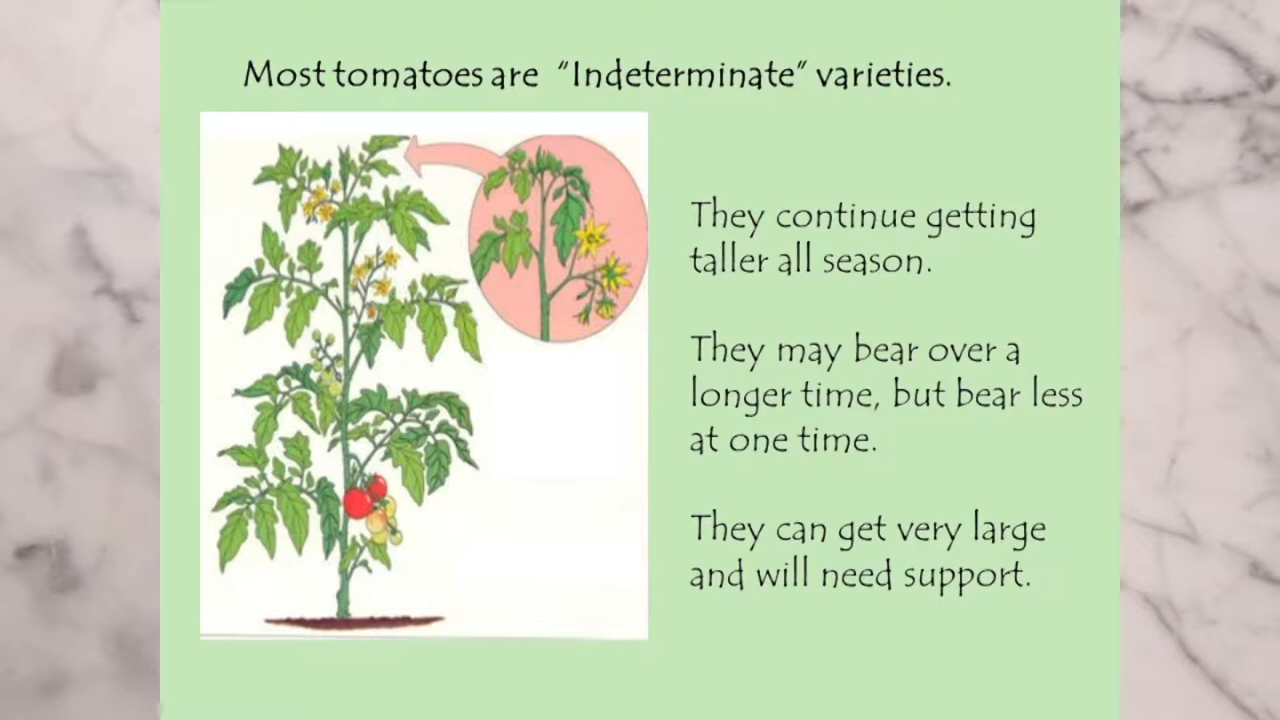 Most tomatoes are “Indeterminate” varieties.
They continue getting
taller all season.
They may bear over a
longer time, but bear less
at one time.
They can get very large
and will need support.